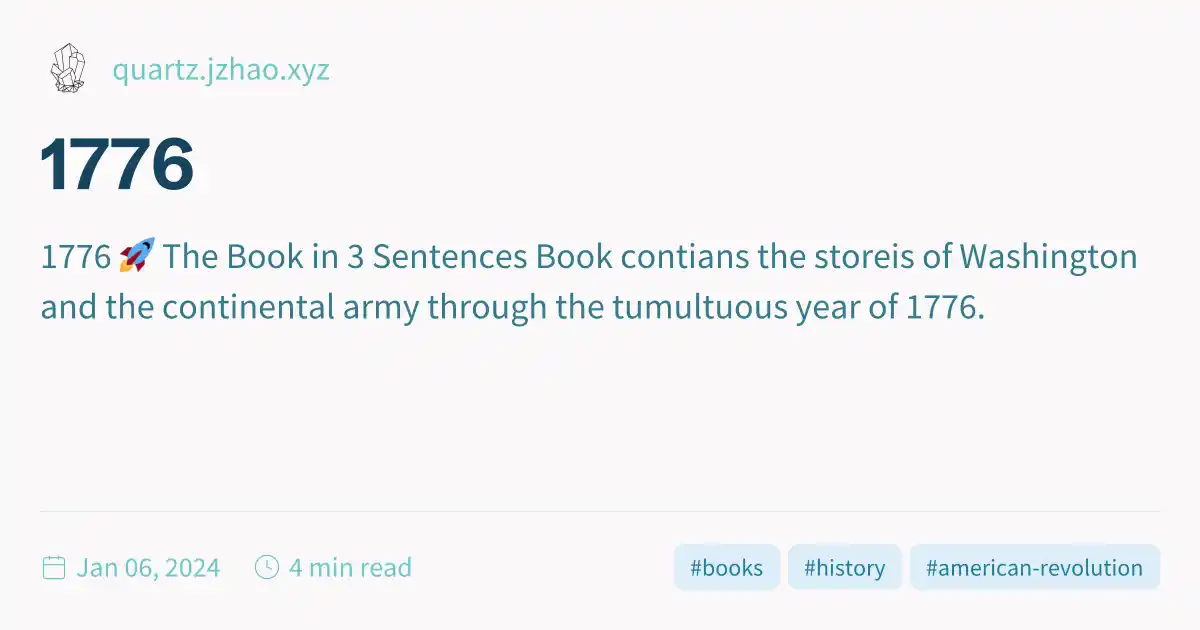 quartz.jzhao.xyz
1776
1776 🚀 The Book in 3 Sentences Book contians the storeis of Washington
and the continental army through the tumultuous year of 1776.
Jan 06, 2024 4 min read #books #history #american-revolution